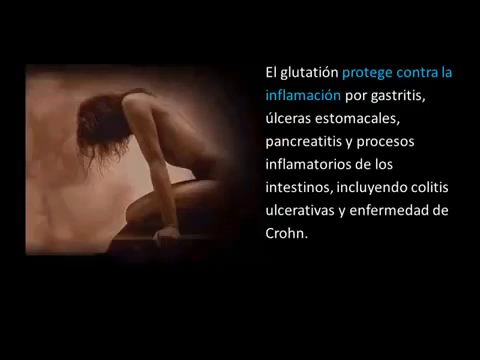 El glutatión protege contra la
inflamación por gastritis,
úlceras estomacales,
pancreatitis y procesos
inflamatorios de los
intestinos, incluyendo colitis
ulcerativas y enfermedad de
Crohn.